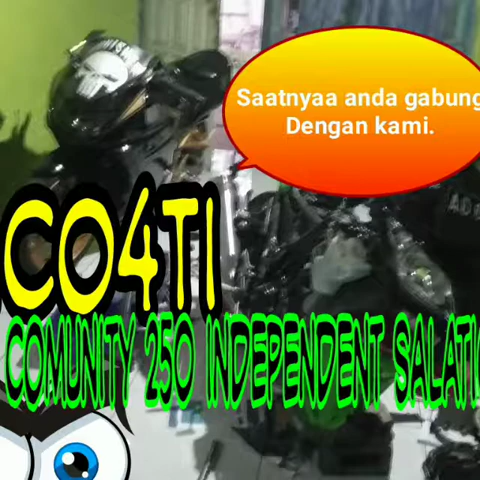 Saatnyaa anda gabung
Dengan kami.
CO4TI
COMUNITY 250 INDEPENDENT SALATI